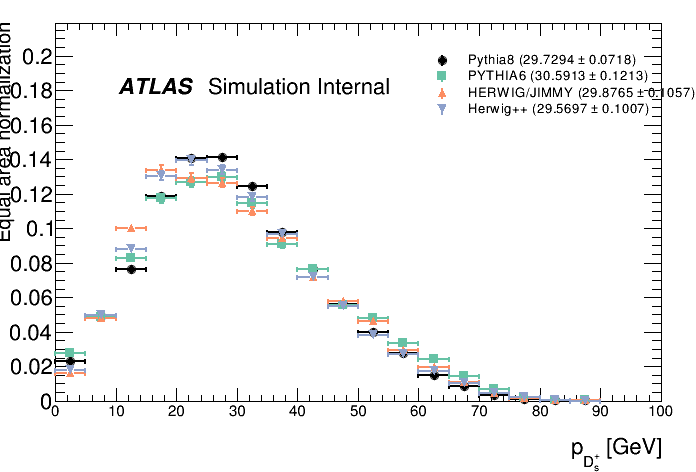 Equal area normalization
0.2
0.18
0.16
0.14
0.12
0.1
0.08
0.06
0.04
0.02
0
ATLAS Simulation Internal
Pythia8 (29.7294 ± 0.0718)
PYTHIA6 (30.5913 ± 0.1213)
HERWIG/JIMMY (29.8765 ± 0.1057)
Herwig++ (29.5697 ± 0.1007)
0 10 20 30 40 50 60 70 80 90 100
p_{D_s^+} [GeV]